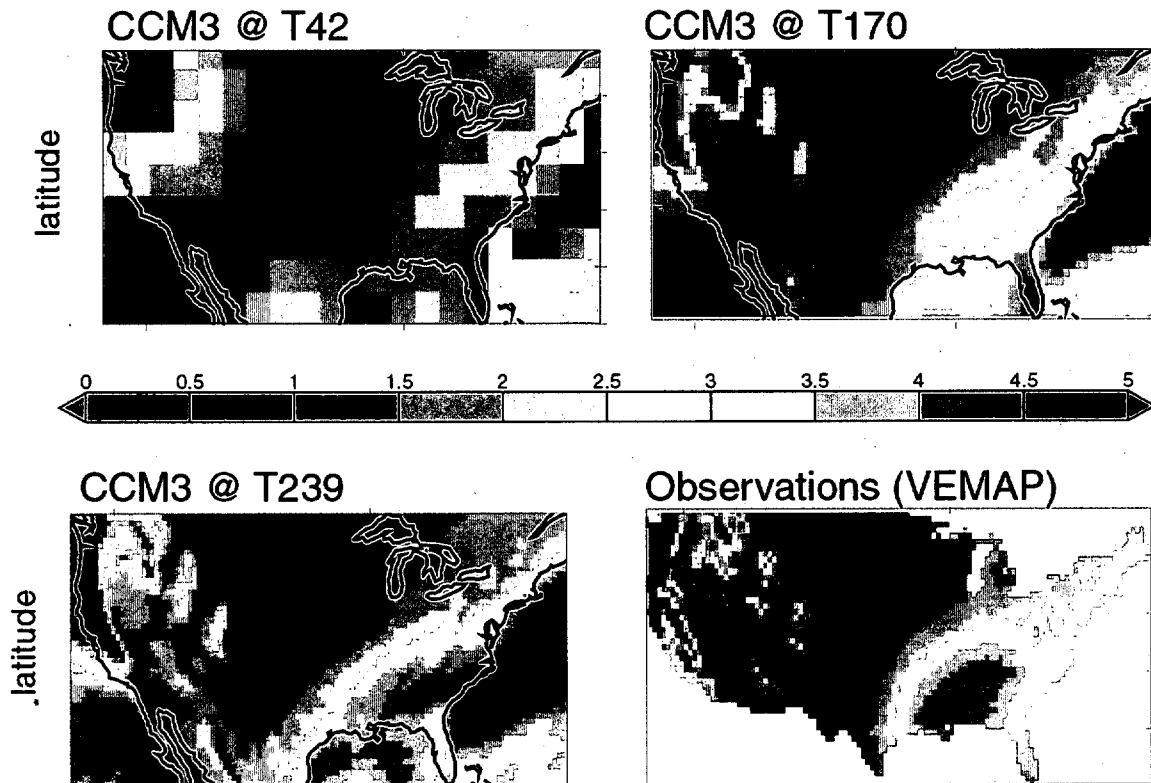 CCM3 @ T42
CCM3 @ T170
latitude
0 0.5 1 1.5 2 2.5 3 3.5 4 4.5 5
CCM3 @ T239
Observations (VEMAP)
latitude